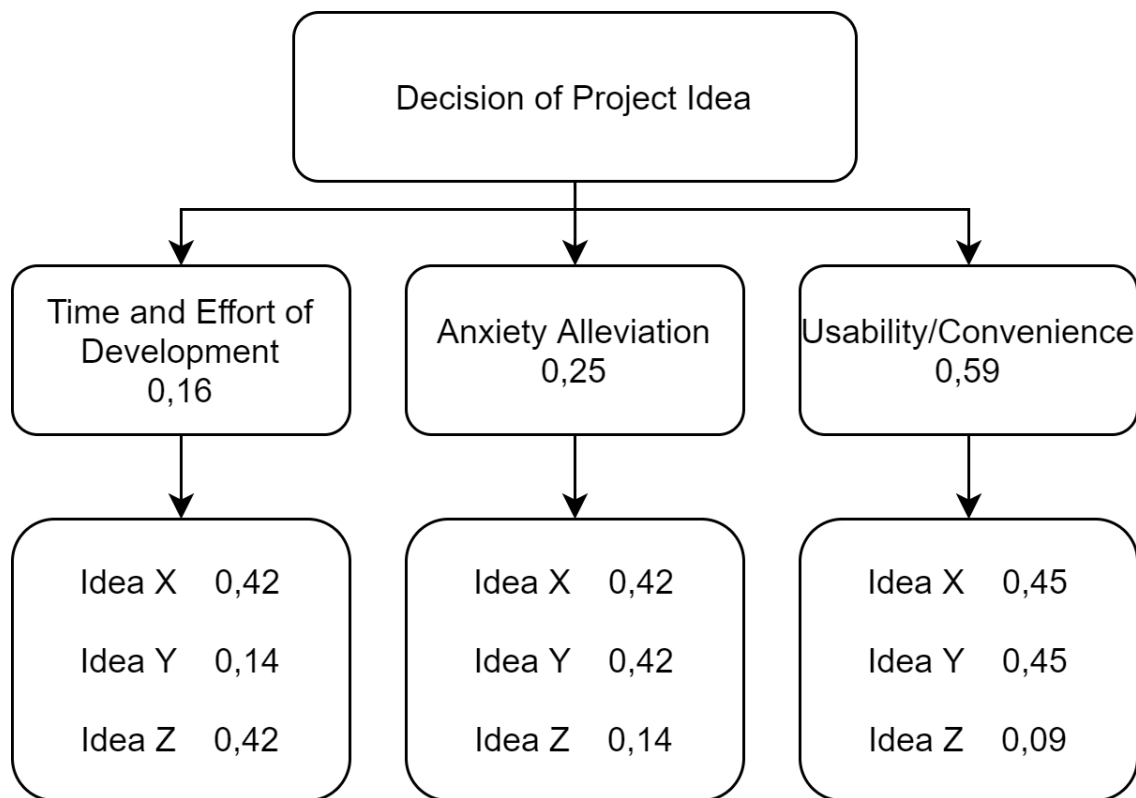 Decision of Project Idea
Time and Effort of
Development
0,16
Anxiety Alleviation
0,25
Usability/Convenience
0,59
Idea X 0,42
Idea Y 0,14
Idea Z 0,42
Idea X 0,42
Idea Y 0,42
Idea Z 0,14
Idea X 0,45
Idea Y 0,45
Idea Z 0,09